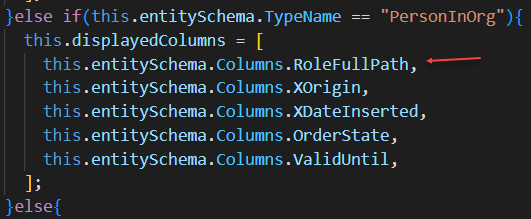 }else if(this.entitySchema.TypeName == "PersonInOrg"){
this.displayedColumns = [
this.entitySchema.Columns.RoleFullPath,
this.entitySchema.Columns.XOrigin,
this.entitySchema.Columns.XDateInserted,
this.entitySchema.Columns.OrderState,
this.entitySchema.Columns.ValidUntil,
];
}else{